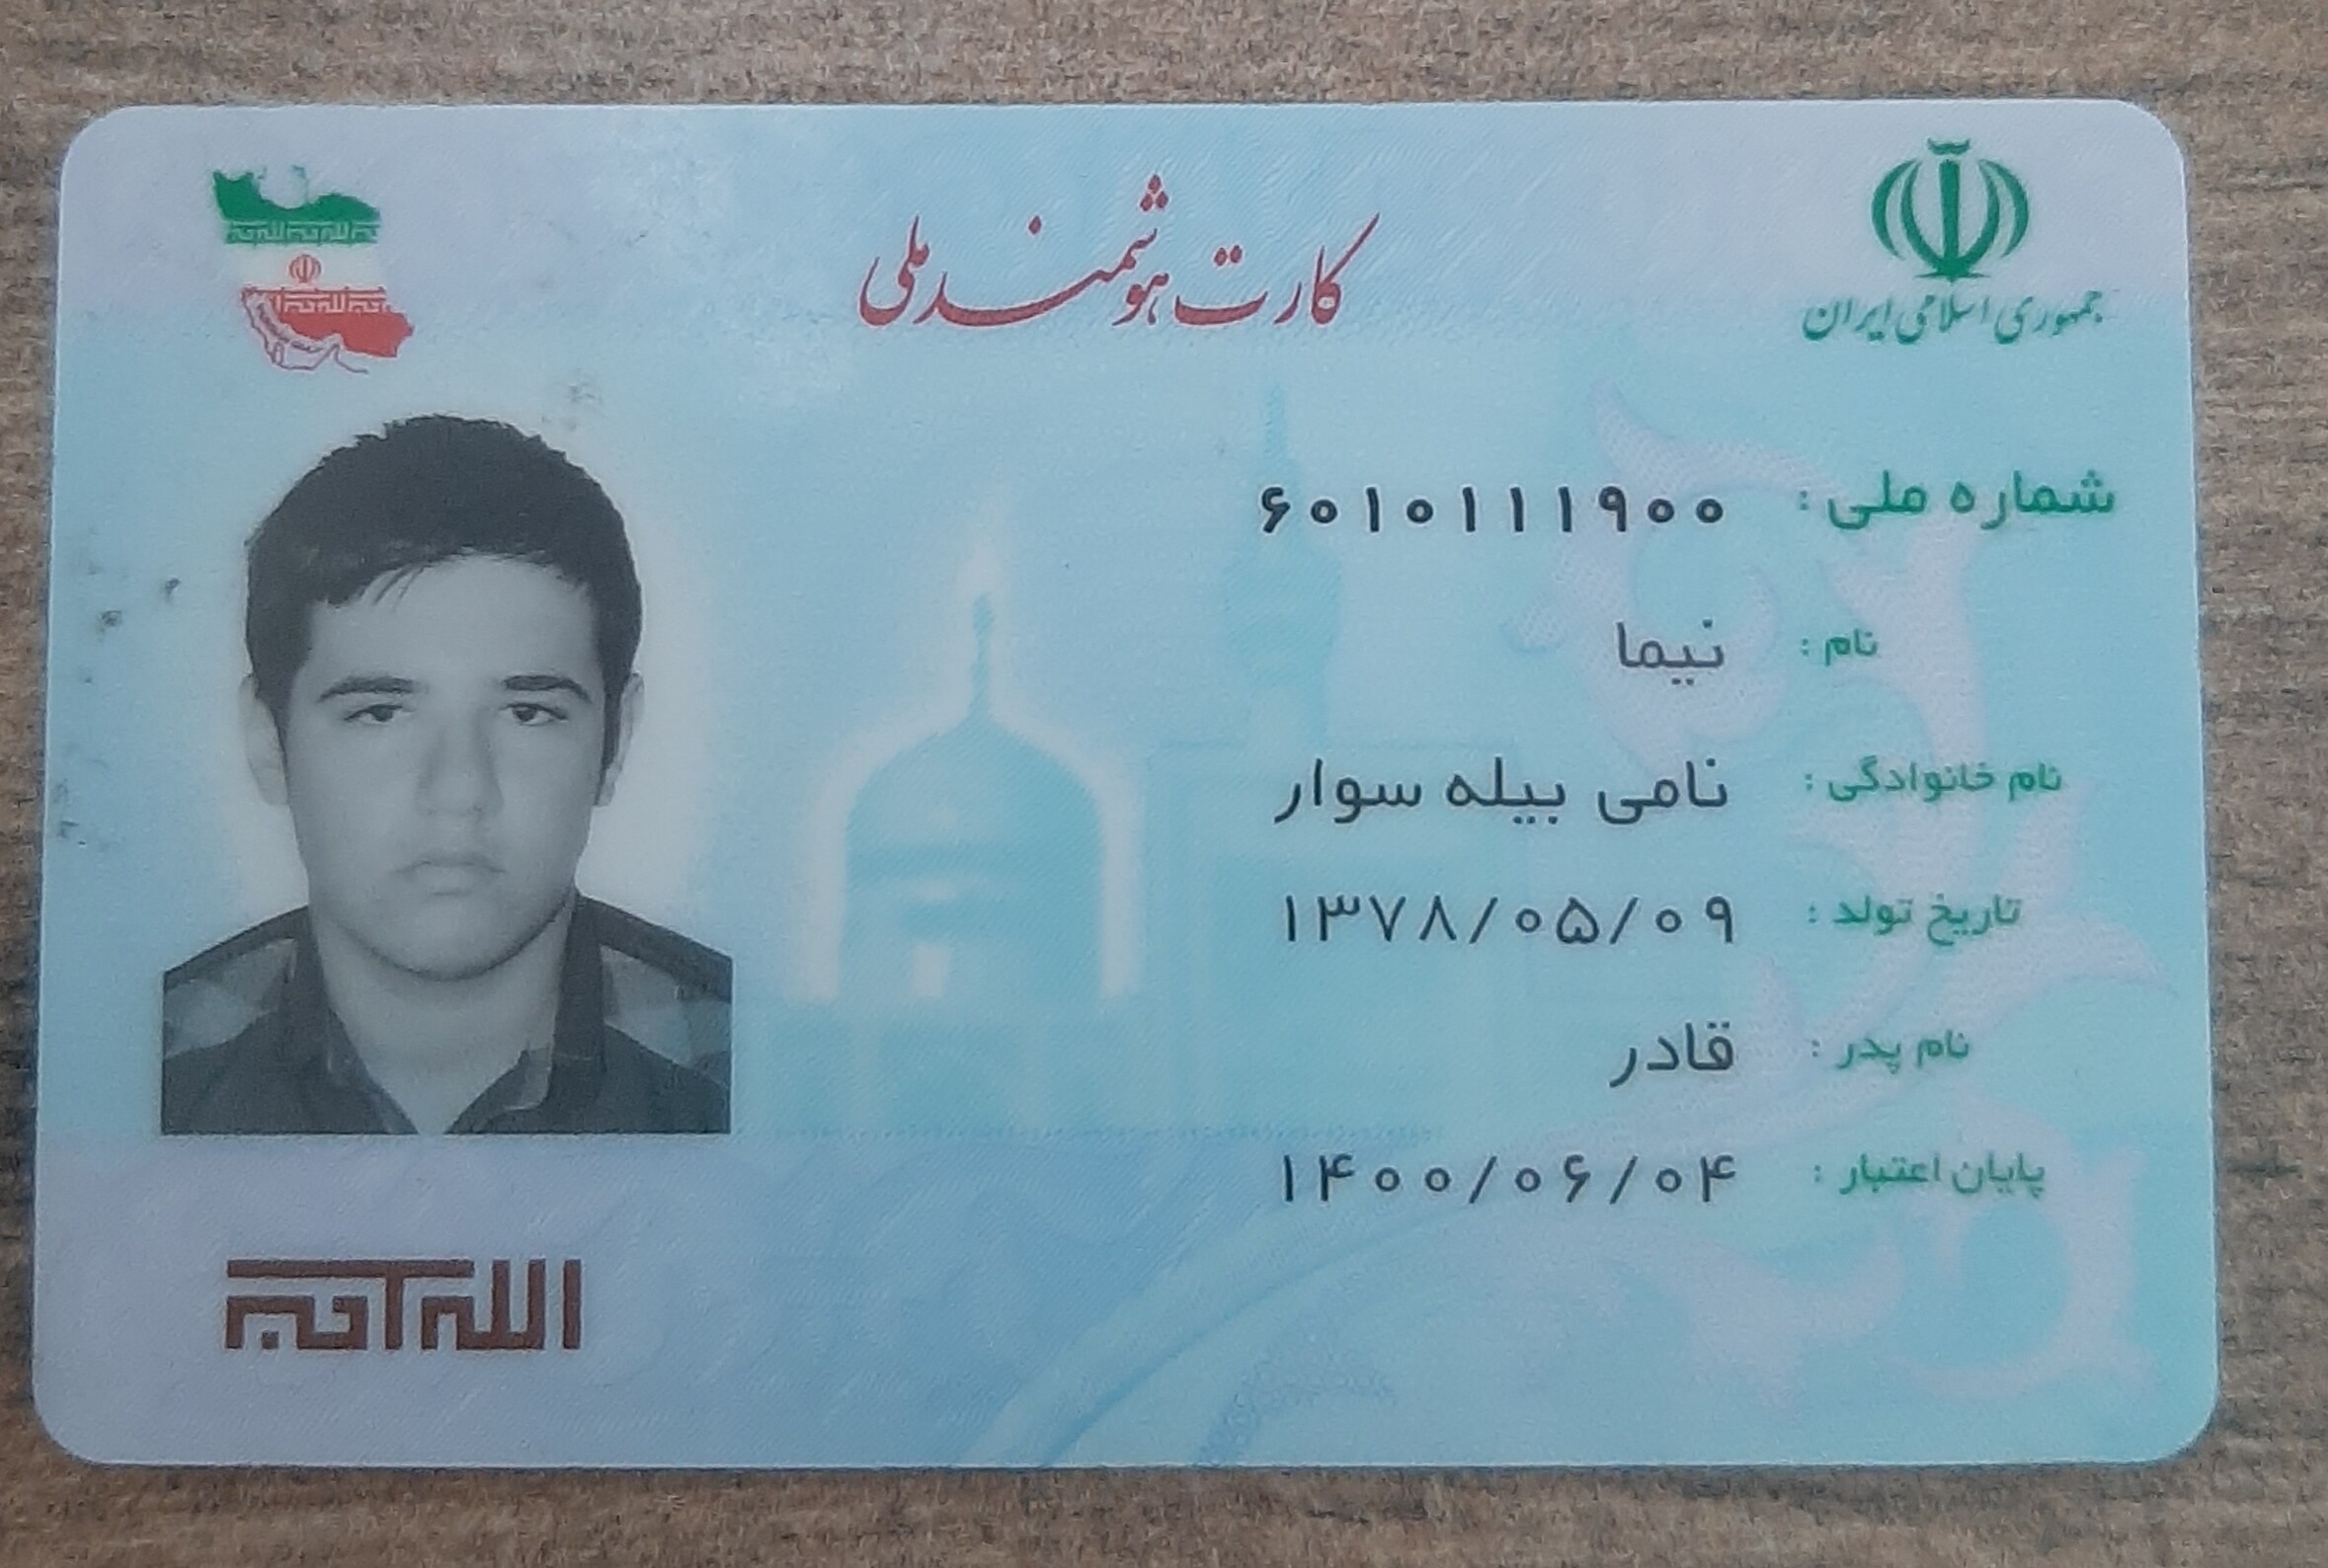 جمهوری اسلامی ایران
کارت هوشمند ملی
شماره ملی : ۶۰۱۰۱۱۱۹۰۰
نام : نیما
نام خانوادگی : نامی بیله سوار
تاریخ تولد : ۱۳۷۸/۰۵/۰۹
نام پدر : قادر
پایان اعتبار : ۱۴۰۰/۰۶/۰۴
الله اکبر